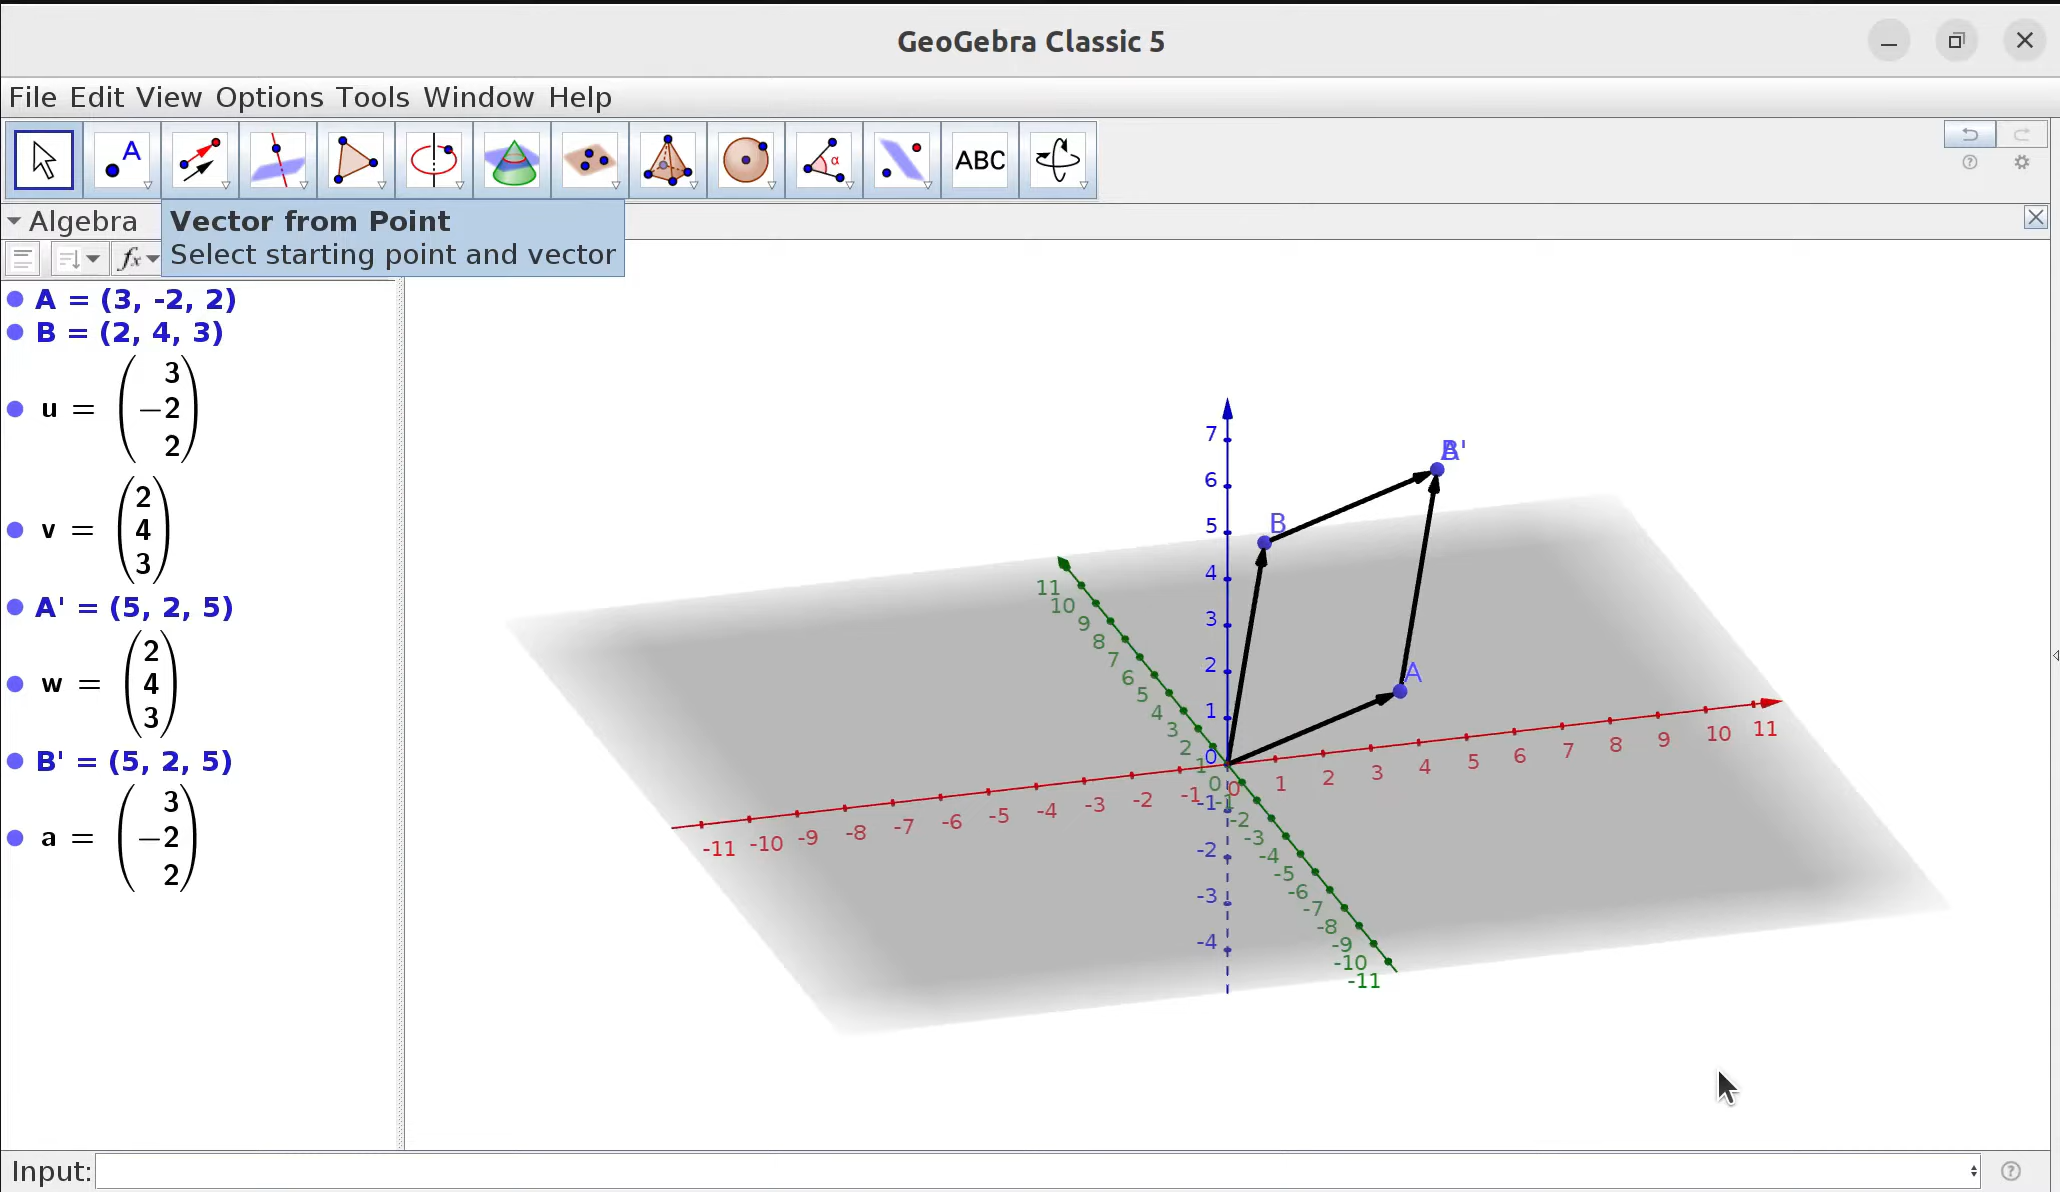 GeoGebra Classic 5
File Edit View Options Tools Window Help
A
α
ABC
Algebra
Vector from Point
Select starting point and vector
fx
A = (3, -2, 2)
B = (2, 4, 3)
u = (3 −2 2)
v = (2 4 3)
A' = (5, 2, 5)
w = (2 4 3)
B' = (5, 2, 5)
a = (3 −2 2)
7
6
5
4
3
2
1
0
-1
-2
-3
-4
11
10
9
8
7
6
5
4
3
2
1
0
-1
-2
-3
-4
-5
-6
-7
-8
-9
-10
-11
-11 -10 -9 -8 -7 -6 -5 -4 -3 -2 -1 0 1 2 3 4 5 6 7 8 9 10 11
B'
B
A
Input: